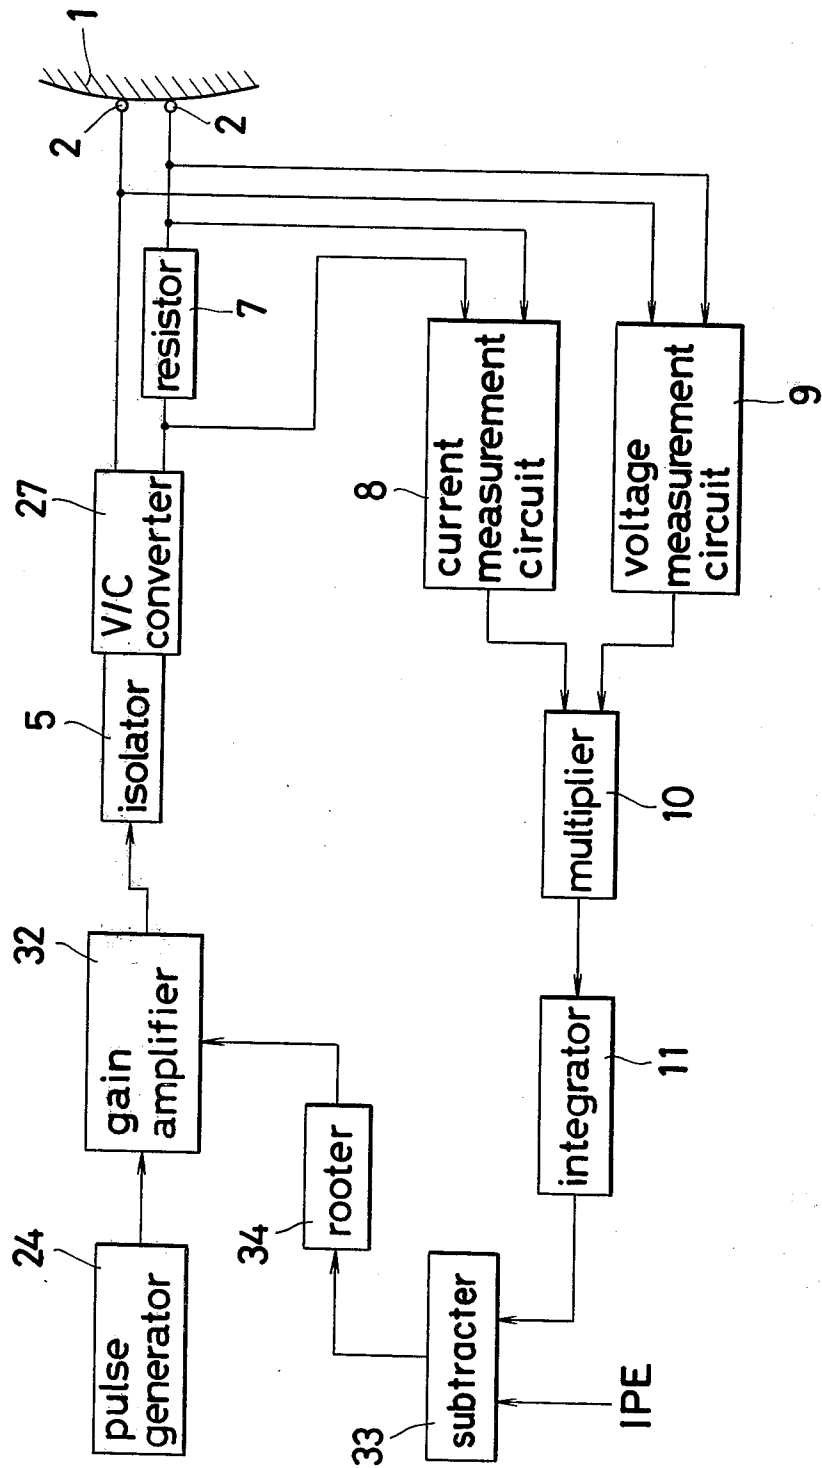 24
pulse
generator
32
gain
amplifier
5
isolator
27
V/C
converter
resistor
7
2
2
1
34
rooter
33
subtracter
IPE
integrator
11
multiplier
10
8
current
measurement
circuit
voltage
measurement
circuit
9